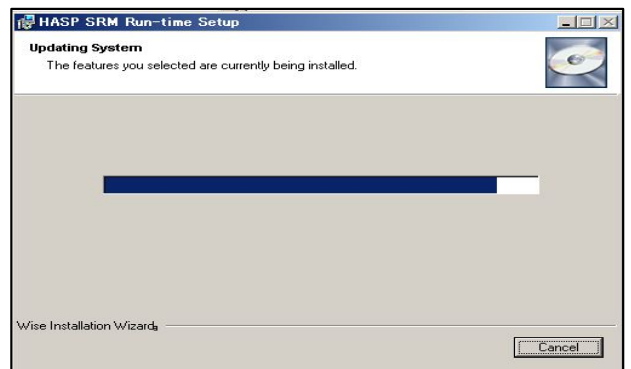 HASP SRM Run-time Setup
Updating System
The features you selected are currently being installed.
Wise Installation Wizard
Cancel